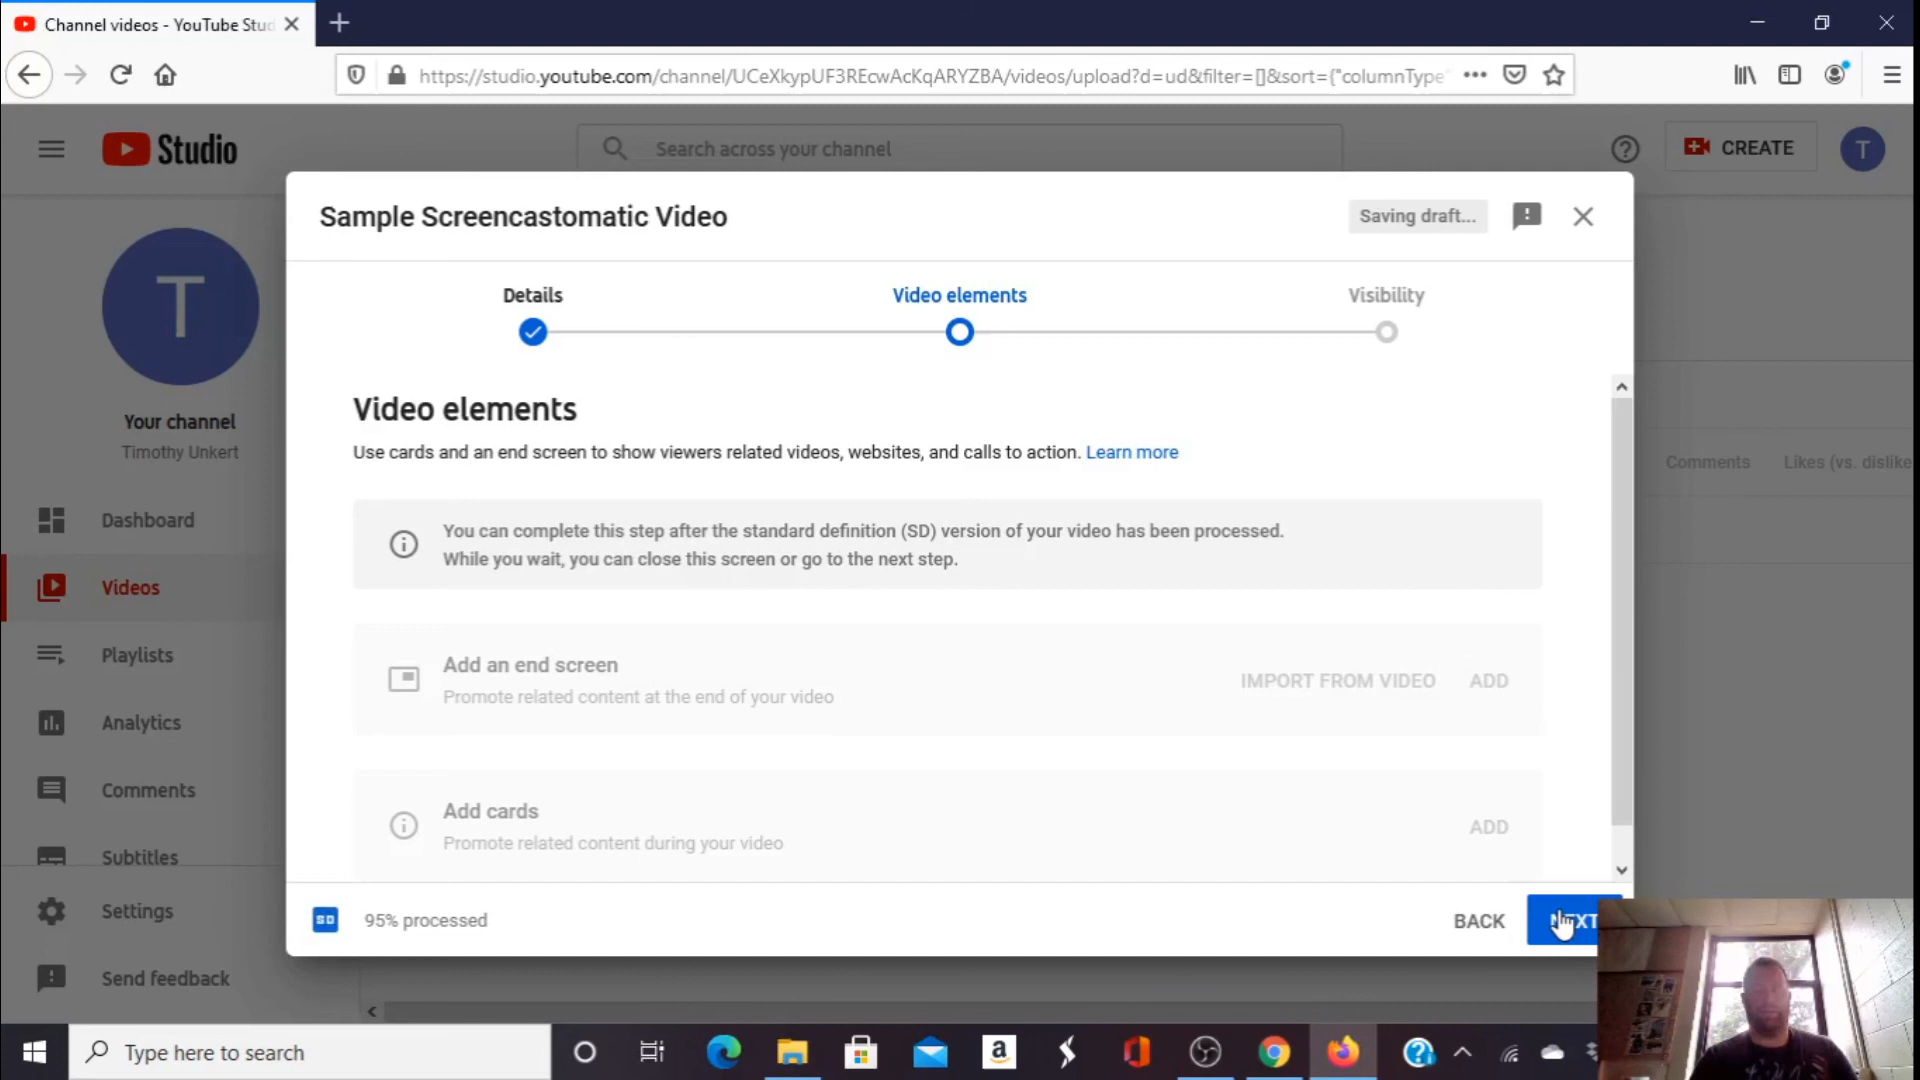 Channel videos - YouTube Stud
https://studio.youtube.com/channel/UCeXkypUF3REcwAcKqARYZBA/videos/upload?d=ud&filter=[]&sort={"columnType"
Studio
Search across your channel
CREATE
T
Sample Screencastomatic Video
Saving draft...
Details
Video elements
Visibility
T
Your channel
Timothy Unkert
Video elements
Use cards and an end screen to show viewers related videos, websites, and calls to action. Learn more
Comments
Likes (vs. dislike
You can complete this step after the standard definition (SD) version of your video has been processed.
While you wait, you can close this screen or go to the next step.
Dashboard
Videos
Playlists
Analytics
Comments
Subtitles
Settings
Send feedback
Add an end screen
Promote related content at the end of your video
IMPORT FROM VIDEO
ADD
Add cards
Promote related content during your video
ADD
SD
95% processed
BACK
NEXT
Type here to search